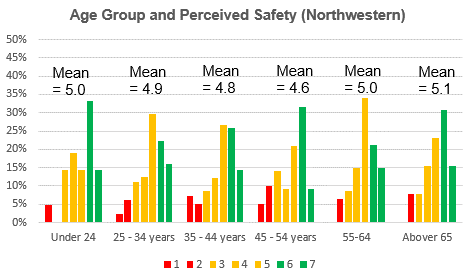 Age Group and Perceived Safety (Northwestern)
50%
45%
40%
35%
30%
25%
20%
15%
10%
5%
0%
Mean = 5.0
Mean = 4.9
Mean = 4.8
Mean = 4.6
Mean = 5.0
Mean = 5.1
Under 24
25 - 34 years
35 - 44 years
45 - 54 years
55-64
Abover 65
1 2 3 4 5 6 7